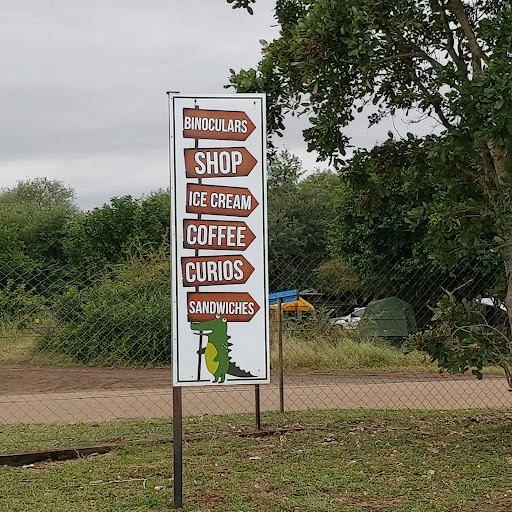 BINOCULARS
SHOP
ICE CREAM
COFFEE
CURIOS
SANDWICHES